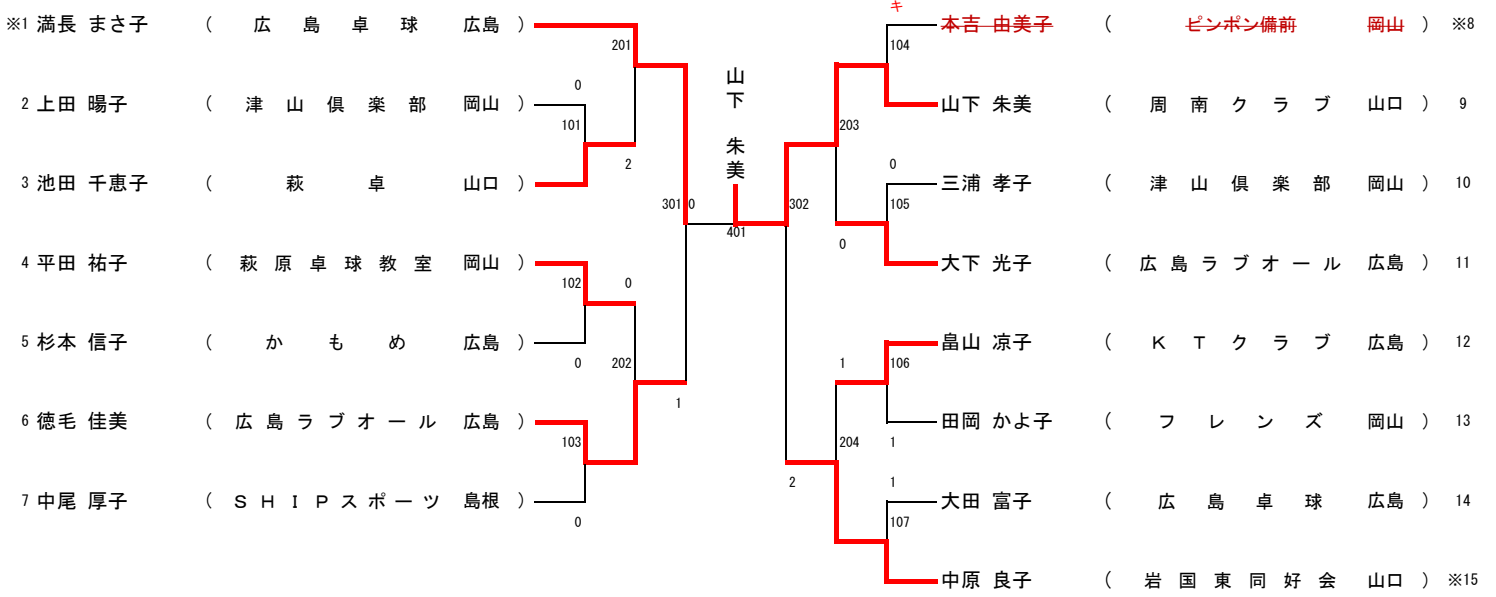 ※1 満長 まさ子 ( 広島卓球 広島 )
201
0
2 上田 暘子 ( 津山倶楽部 岡山 )
101
2
3 池田 千恵子 ( 萩卓 山口 )
301 0
4 平田 祐子 ( 萩原卓球教室 岡山 )
102 0
5 杉本 信子 ( かもめ 広島 )
0 202
1
6 徳毛 佳美 ( 広島ラブオール 広島 )
103
7 中尾 厚子 ( SHIPスポーツ 島根 )
0
山下 朱美
401
キ
本吉 由美子 ( ピンポン備前 岡山 ) ※8
104
山下 朱美 ( 周南クラブ 山口 ) 9
203
0
三浦 孝子 ( 津山倶楽部 岡山 ) 10
302 105
0
大下 光子 ( 広島ラブオール 広島 ) 11
畠山 凉子 ( KTクラブ 広島 ) 12
1 106
田岡 かよ子 ( フレンズ 岡山 ) 13
204 1
2 1
大田 富子 ( 広島卓球 広島 ) 14
107
中原 良子 ( 岩国東同好会 山口 ) ※15